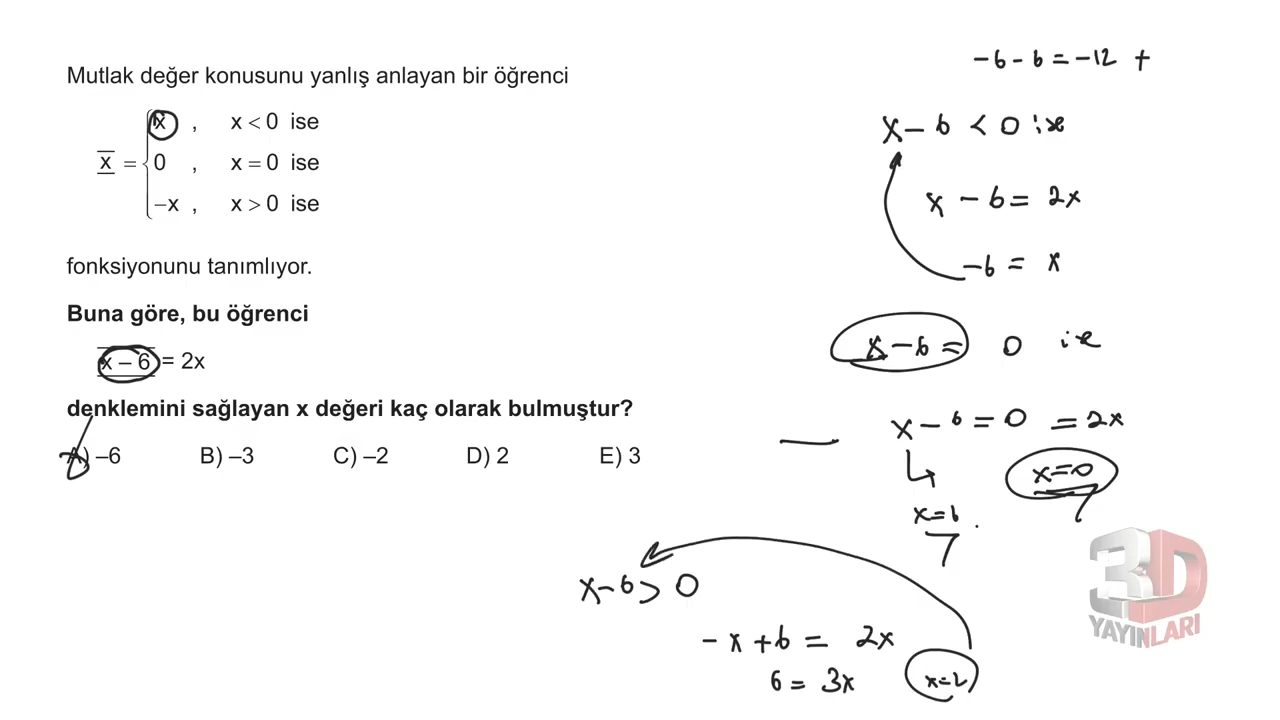 Mutlak değer konusunu yanlış anlayan bir öğrenci
x = { x , x < 0 ise
0 , x = 0 ise
–x , x > 0 ise
fonksiyonunu tanımlıyor.
Buna göre, bu öğrenci
x – 6 = 2x
denklemini sağlayan x değeri kaç olarak bulmuştur?
A) –6 B) –3 C) –2 D) 2 E) 3
-6 - 6 = -12 +
x - 6 < 0 ise
x - 6 = 2x
-6 = x
x - 6 = 0 ise
x - 6 = 0 = 2x
x = 0
x = 6
x - 6 > 0
-x + 6 = 2x
6 = 3x x = 2
3D
YAYINLARI